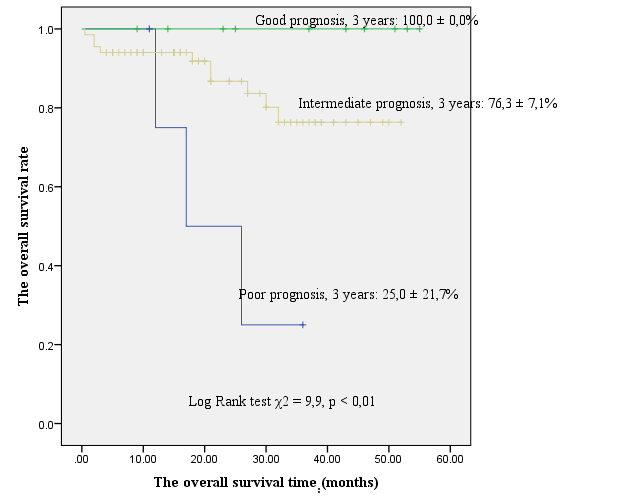 Good prognosis, 3 years: 100,0 ± 0,0%
1.0
Intermediate prognosis, 3 years: 76,3 ± 7,1%
0.8
0.6
The overall survival rate
0.4
Poor prognosis, 3 years: 25,0 ± 21,7%
0.2
Log Rank test χ2 = 9,9, p < 0,01
0.0
.00 10.00 20.00 30.00 40.00 50.00 60.00
The overall survival time, (months)